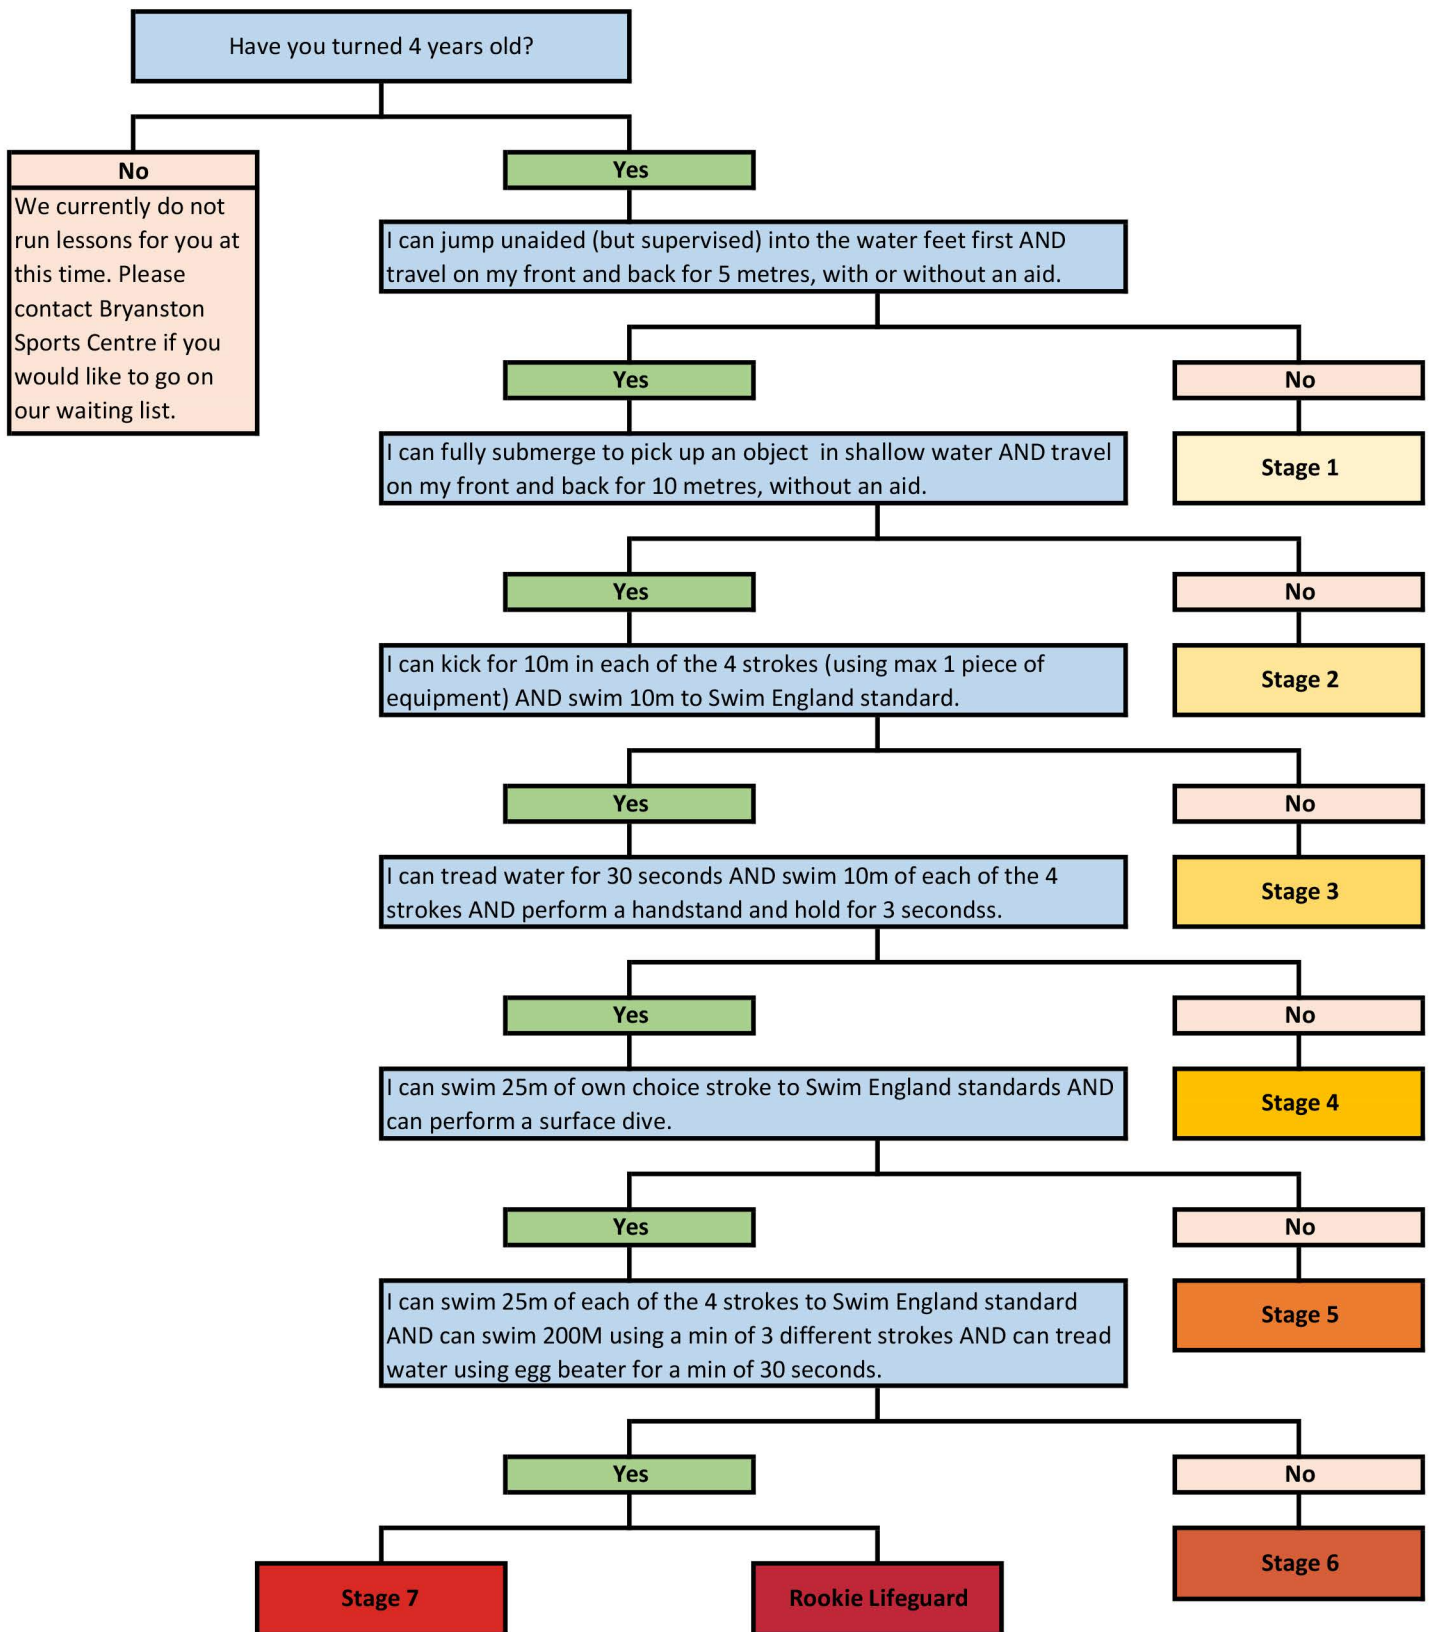 Have you turned 4 years old?
No
We currently do not
run lessons for you at
this time. Please
contact Bryanston
Sports Centre if you
would like to go on
our waiting list.
Yes
I can jump unaided (but supervised) into the water feet first AND
travel on my front and back for 5 metres, with or without an aid.
Yes
No
I can fully submerge to pick up an object  in shallow water AND travel
on my front and back for 10 metres, without an aid.
Stage 1
Yes
No
I can kick for 10m in each of the 4 strokes (using max 1 piece of
equipment) AND swim 10m to Swim England standard.
Stage 2
Yes
No
I can tread water for 30 seconds AND swim 10m of each of the 4
strokes AND perform a handstand and hold for 3 secondss.
Stage 3
Yes
No
I can swim 25m of own choice stroke to Swim England standards AND
can perform a surface dive.
Stage 4
Yes
No
I can swim 25m of each of the 4 strokes to Swim England standard
AND can swim 200M using a min of 3 different strokes AND can tread
water using egg beater for a min of 30 seconds.
Stage 5
Yes
No
Stage 7
Rookie Lifeguard
Stage 6